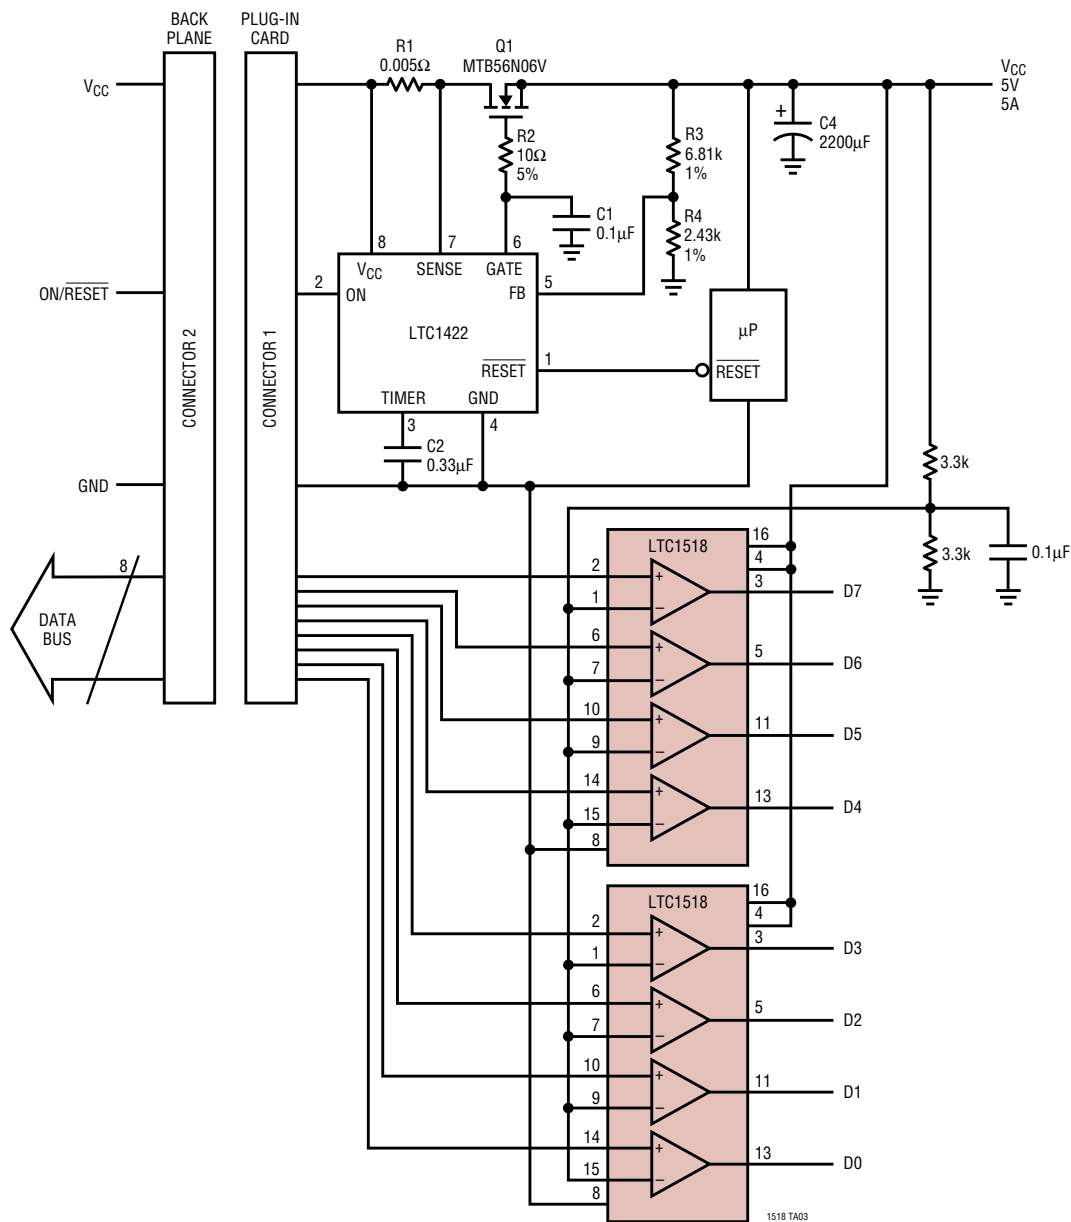 BACK
PLANE
PLUG-IN
CARD
R1
0.005Ω
Q1
MTB56N06V
VCC
VCC
5V
5A
+
C4
2200µF
R2
10Ω
5%
R3
6.81k
1%
C1
0.1µF
R4
2.43k
1%
8
7
6
VCC
SENSE
GATE
2
ON
FB
5
ON/RESET
LTC1422
µP
CONNECTOR 2
CONNECTOR 1
RESET
1
RESET
TIMER
GND
3
4
C2
0.33µF
GND
3.3k
3.3k
0.1µF
8
DATA
BUS
LTC1518
16
4
2
+
3
D7
1
−
6
+
5
D6
7
−
10
+
11
D5
9
−
14
+
13
D4
15
−
8
LTC1518
16
4
2
+
3
D3
1
−
6
+
5
D2
7
−
10
+
11
D1
9
−
14
+
13
D0
15
−
8
1518 TA03